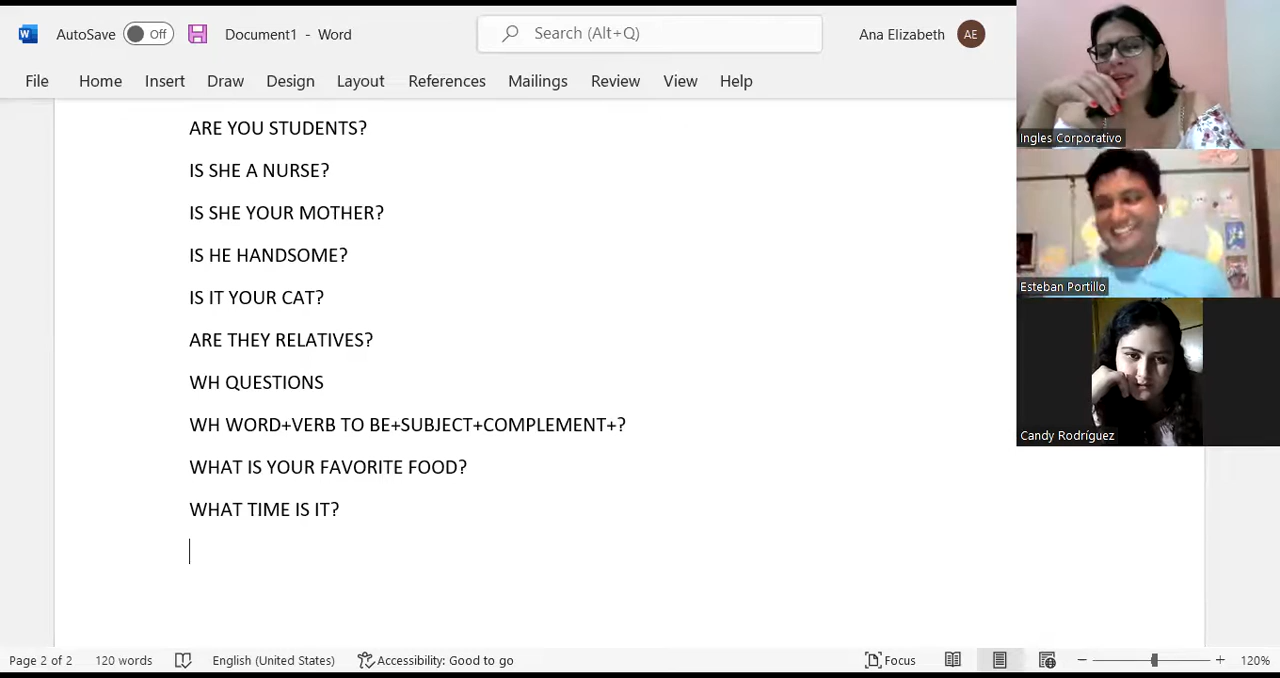 AutoSave Off Document1 - Word Search (Alt+Q) Ana Elizabeth AE
File Home Insert Draw Design Layout References Mailings Review View Help
ARE YOU STUDENTS?
IS SHE A NURSE?
IS SHE YOUR MOTHER?
IS HE HANDSOME?
IS IT YOUR CAT?
ARE THEY RELATIVES?
WH QUESTIONS
WH WORD+VERB TO BE+SUBJECT+COMPLEMENT+?
WHAT IS YOUR FAVORITE FOOD?
WHAT TIME IS IT?
Ingles Corporativo
Esteban Portillo
Candy Rodríguez
Page 2 of 2 120 words English (United States) Accessibility: Good to go Focus 120%